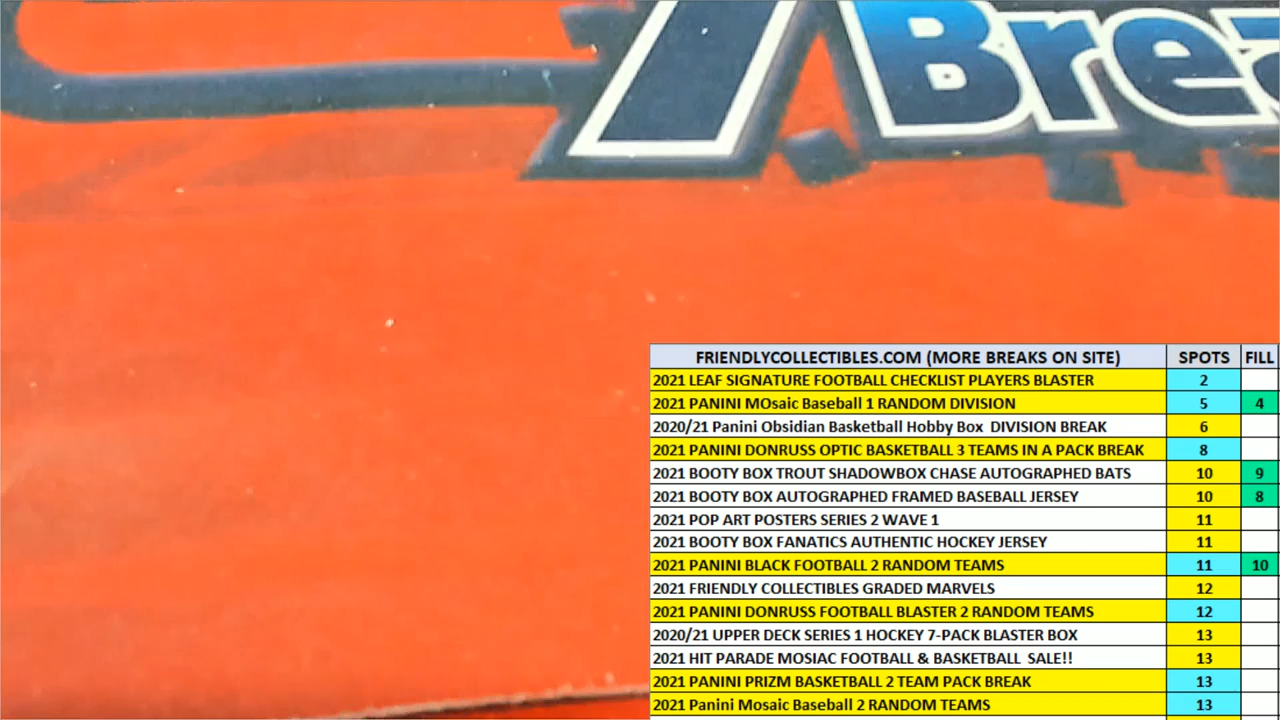 Brea
FRIENDLYCOLLECTIBLES.COM (MORE BREAKS ON SITE) SPOTS FILL
2021 LEAF SIGNATURE FOOTBALL CHECKLIST PLAYERS BLASTER 2
2021 PANINI MOsaic Baseball 1 RANDOM DIVISION 5 4
2020/21 Panini Obsidian Basketball Hobby Box DIVISION BREAK 6
2021 PANINI DONRUSS OPTIC BASKETBALL 3 TEAMS IN A PACK BREAK 8
2021 BOOTY BOX TROUT SHADOWBOX CHASE AUTOGRAPHED BATS 10 9
2021 BOOTY BOX AUTOGRAPHED FRAMED BASEBALL JERSEY 10 8
2021 POP ART POSTERS SERIES 2 WAVE 1 11
2021 BOOTY BOX FANATICS AUTHENTIC HOCKEY JERSEY 11
2021 PANINI BLACK FOOTBALL 2 RANDOM TEAMS 11 10
2021 FRIENDLY COLLECTIBLES GRADED MARVELS 12
2021 PANINI DONRUSS FOOTBALL BLASTER 2 RANDOM TEAMS 12
2020/21 UPPER DECK SERIES 1 HOCKEY 7-PACK BLASTER BOX 13
2021 HIT PARADE MOSIAC FOOTBALL & BASKETBALL SALE!! 13
2021 PANINI PRIZM BASKETBALL 2 TEAM PACK BREAK 13
2021 Panini Mosaic Baseball 2 RANDOM TEAMS 13